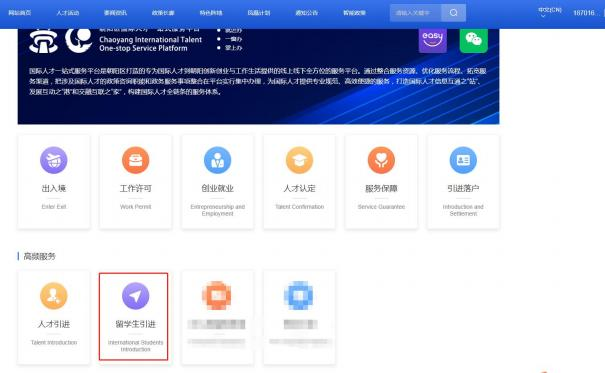 网站首页 人才活动 要闻资讯 政策长廊 特色阵地 凤凰计划 通知公告 智能政策 请输入关键字 中文(CN) 187016...
Chaoyang International Talent
One-stop Service Platform
一窗办
掌上办
easy
国际人才一站式服务平台是朝阳区打造的专为国际人才到朝阳创新创业与工作生活提供的线上线下全方位的服务平台。通过整合服务资源、优化服务流程、拓充服
务渠道,把涉及国际人才的政策咨询职能和政务服务事项整合在平台实行集中办理,为国际人才提供专业规范、高效便捷的服务,打造国际人才信息互通之“站”、
发展互动之“港”和交融互联之“家”,构建国际人才全链条的服务体系。
出入境 工作许可 创业就业 人才认定 服务保障 引进落户
Enter Exit Work Permit Entrepreneurship and Talent Confirmation Service Guarantee Introduction and
Employment Settlement
高频服务
人才引进 留学生引进
Talent Introduction International Students
Introduction